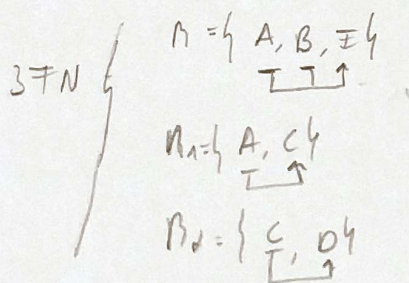 R = { A, B, E }
3FN {
R1 = { A, C }
R2 = { C, D }